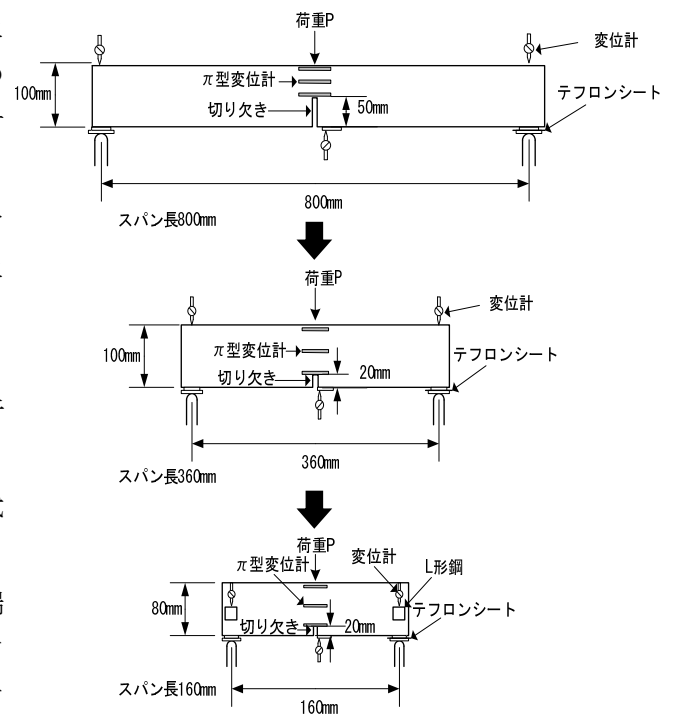 荷重P
変位計
100mm
π型変位計
テフロンシート
切り欠き
50mm
800mm
スパン長800mm
荷重P
変位計
100mm
π型変位計
テフロンシート
切り欠き
20mm
360mm
スパン長360mm
荷重P
変位計
π型変位計
L形鋼
80mm
テフロンシート
切り欠き
20mm
スパン長160mm
160mm